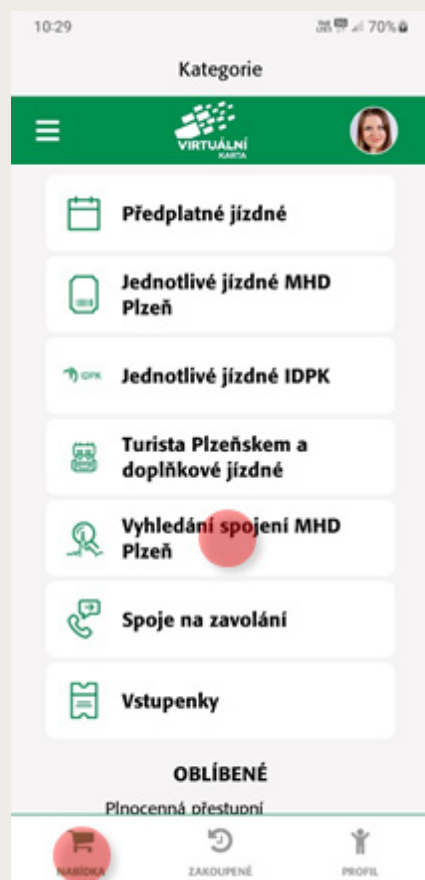 10:29
70%
Kategorie
VIRTUÁLNÍ
KARTA
Předplatné jízdné
Jednotlivé jízdné MHD
Plzeň
IDPK
Jednotlivé jízdné IDPK
Turista Plzeňskem a
doplňkové jízdné
Vyhledání spojení MHD
Plzeň
Spoje na zavolání
Vstupenky
OBLÍBENÉ
Plnocenná přestupní
NABÍDKA
ZAKOUPENÉ
PROFIL